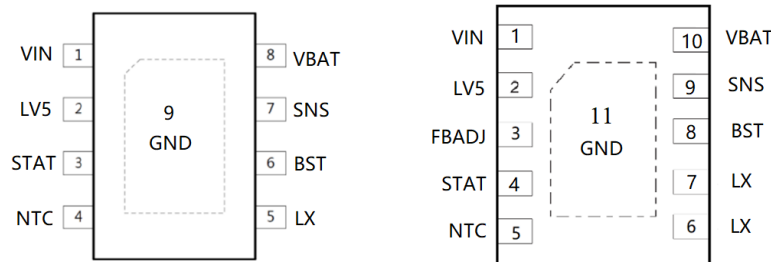 VIN 1 8 VBAT
LV5 2 7 SNS
STAT 3 6 BST
NTC 4 5 LX
9
GND
VIN 1 10 VBAT
LV5 2 9 SNS
FBADJ 3 8 BST
STAT 4 7 LX
NTC 5 6 LX
11
GND